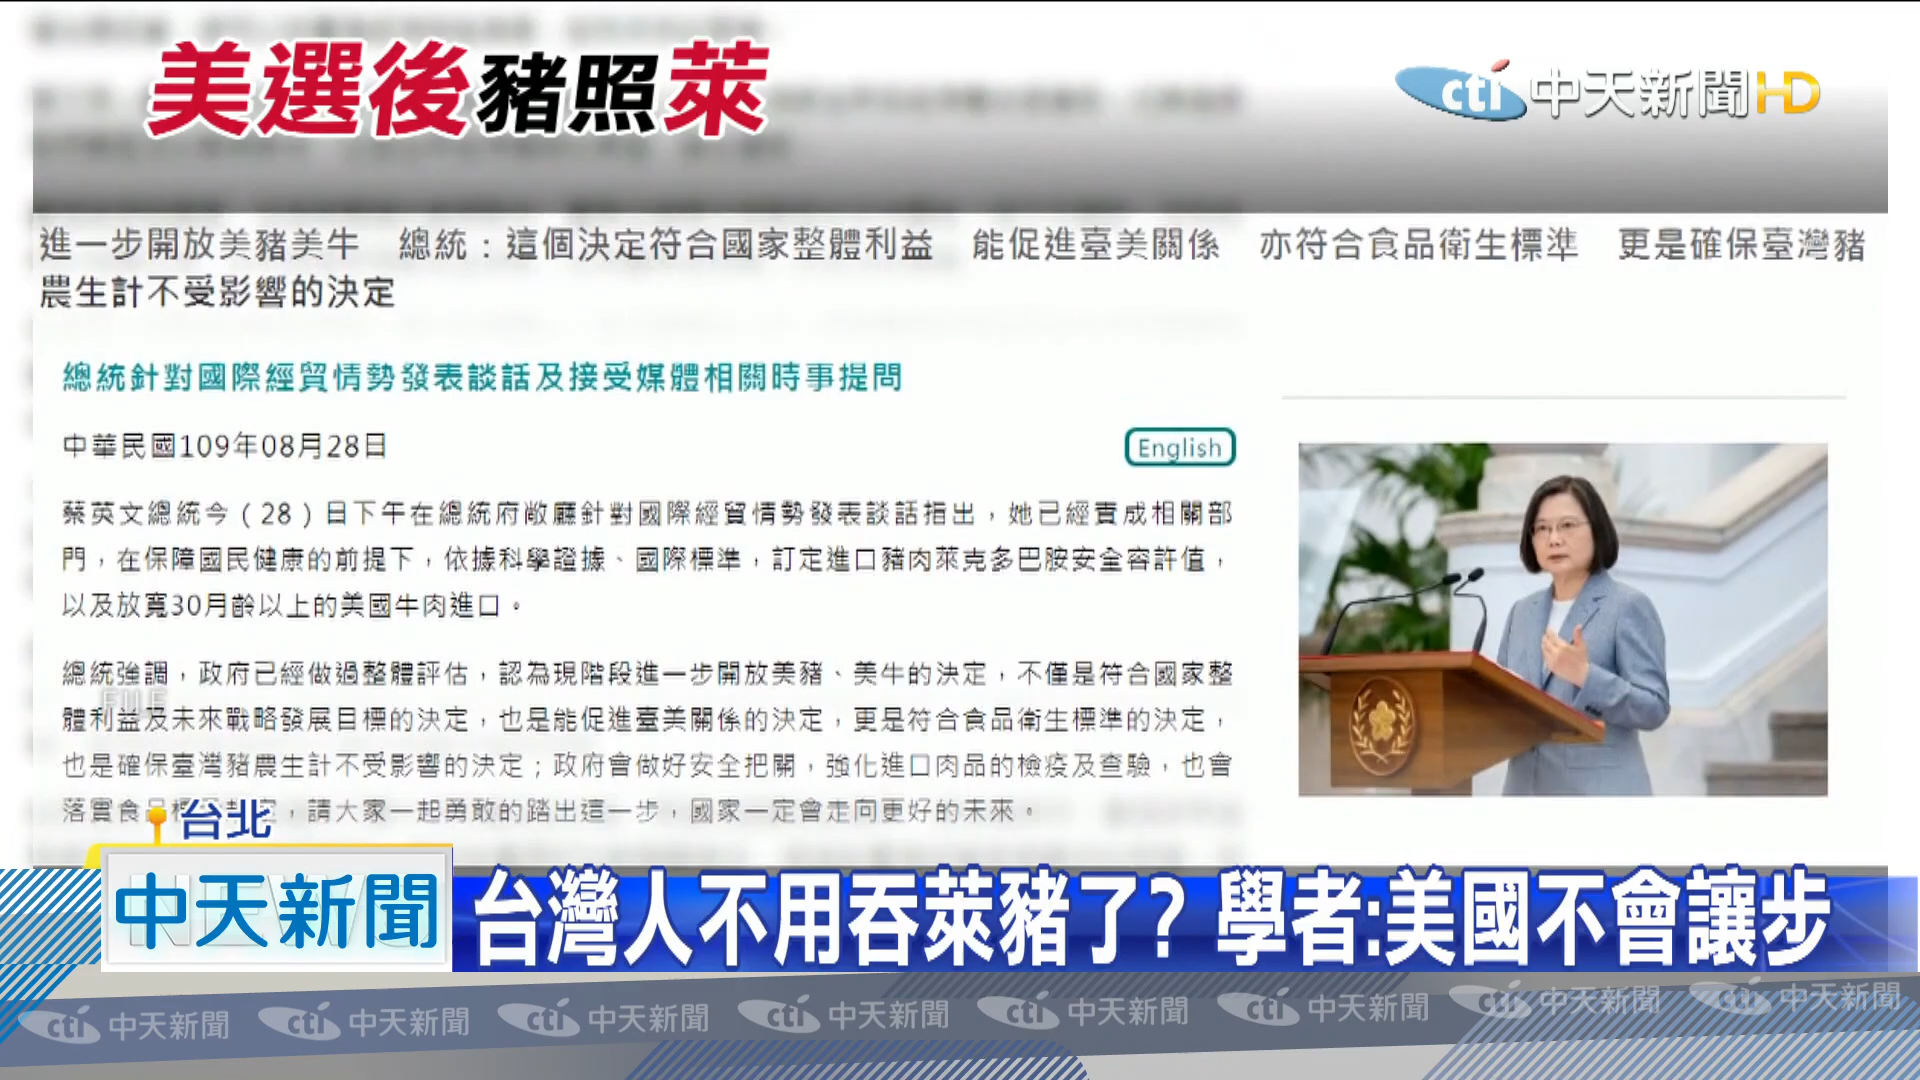 美選後豬照萊
cti 中天新聞HD
進一步開放美豬美牛 總統：這個決定符合國家整體利益 能促進臺美關係 亦符合食品衛生標準 更是確保臺灣豬
農生計不受影響的決定
總統針對國際經貿情勢發表談話及接受媒體相關時事提問
中華民國109年08月28日
English
蔡英文總統今（28）日下午在總統府敞廳針對國際經貿情勢發表談話指出，她已經責成相關部
門，在保障國民健康的前提下，依據科學證據、國際標準，訂定進口豬肉萊克多巴胺安全容許值，
以及放寬30月齡以上的美國牛肉進口。
總統強調，政府已經做過整體評估，認為現階段進一步開放美豬、美牛的決定，不僅是符合國家整
體利益及未來戰略發展目標的決定，也是能促進臺美關係的決定，更是符合食品衛生標準的決定，
也是確保臺灣豬農生計不受影響的決定；政府會做好安全把關，強化進口肉品的檢疫及查驗，也會
落實食品，請大家一起勇敢的踏出這一步，國家一定會走向更好的未來。
FILE
台北
中天新聞
NEWS
台灣人不用吞萊豬了? 學者:美國不會讓步
cti 中天新聞 cti 中天新聞 cti 中天新聞 cti 中天新聞 cti 中天新聞 cti 中天新聞 cti 中天新聞 cti 中天新聞